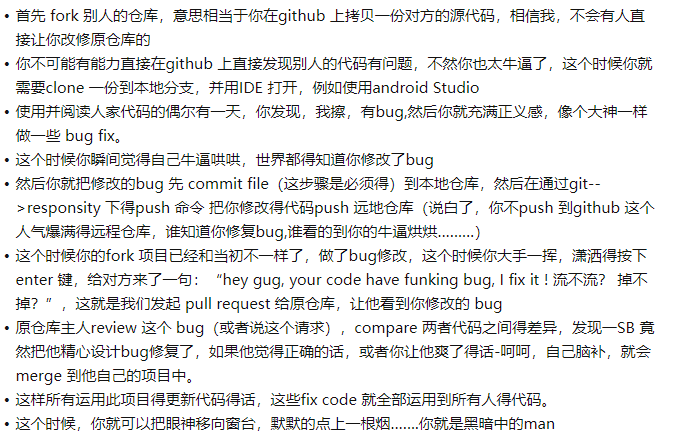 • 首先 fork 别人的仓库，意思相当于你在github 上拷贝一份对方的源代码，相信我，不会有人直
接让你改修原仓库的
• 你不可能有能力直接在github 上直接发现别人的代码有问题，不然你也太牛逼了，这个时候你就
需要clone 一份到本地分支，并用IDE 打开，例如使用android Studio
• 使用并阅读人家代码的偶尔有一天，你发现，我擦，有bug,然后你就充满正义感，像个大神一样
做一些 bug fix。
• 这个时候你瞬间觉得自己牛逼哄哄，世界都得知道你修改了bug
• 然后你就把修改的bug 先 commit file（这步骤是必须得）到本地仓库，然后在通过git--
>responsity 下得push 命令 把你修改得代码push 远地仓库（说白了，你不push 到github 这个
人气爆满得远程仓库，谁知道你修复bug,谁看的到你的牛逼烘烘.........）
• 这个时候你的fork 项目已经和当初不一样了，做了bug修改，这个时候你大手一挥，潇洒得按下
enter 键，给对方来了一句：“hey gug, your code have funking bug, I fix it ! 流不流？ 掉不
掉？”，这就是我们发起 pull request 给原仓库，让他看到你修改的 bug
• 原仓库主人review 这个 bug（或者说这个请求），compare 两者代码之间得差异，发现一SB 竟
然把他精心设计bug修复了，如果他觉得正确的话，或者你让他爽了得话-呵呵，自己脑补，就会
merge 到他自己的项目中。
• 这样所有运用此项目得更新代码得话，这些fix code 就全部运用到所有人得代码。
• 这个时候，你就可以把眼神移向窗台，默默的点上一根烟.......你就是黑暗中的man